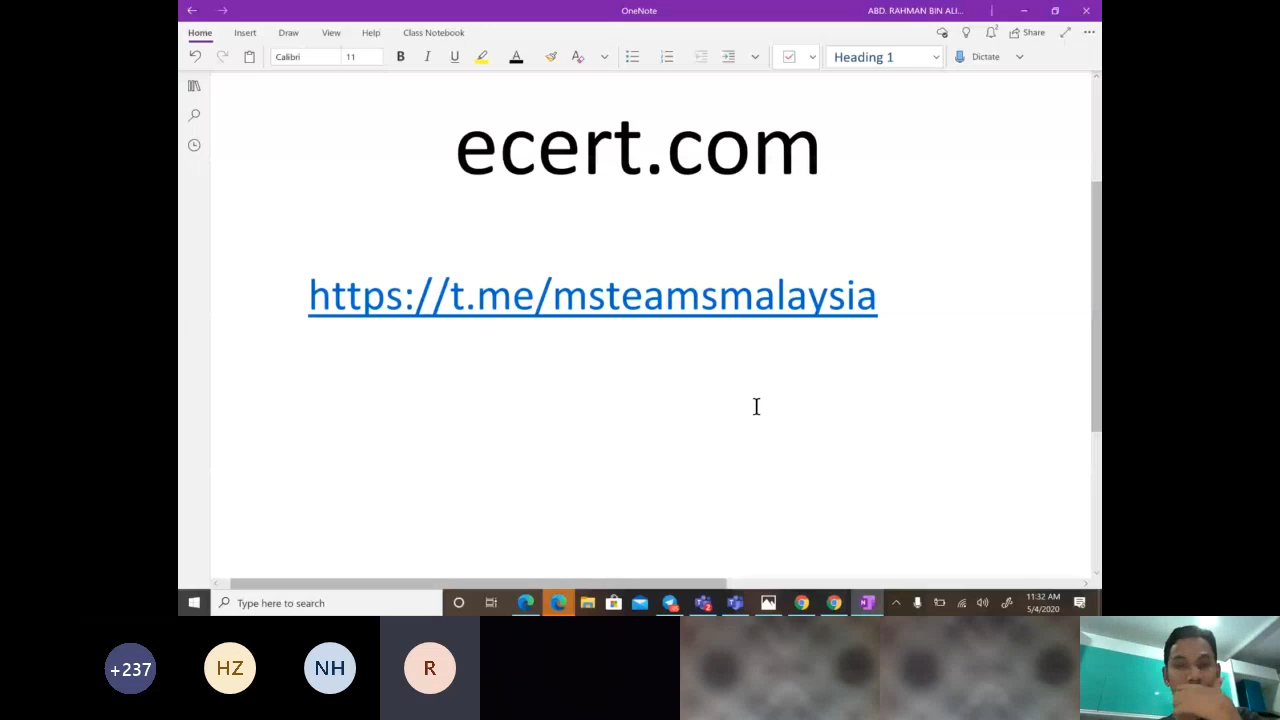 OneNote
ABD. RAHMAN BIN ALI...
Home Insert Draw View Help Class Notebook
Share
Calibri 11 B I U A Heading 1 Dictate
ecert.com
https://t.me/msteamsmalaysia
Type here to search
11:32 AM
5/4/2020
+237 HZ NH R